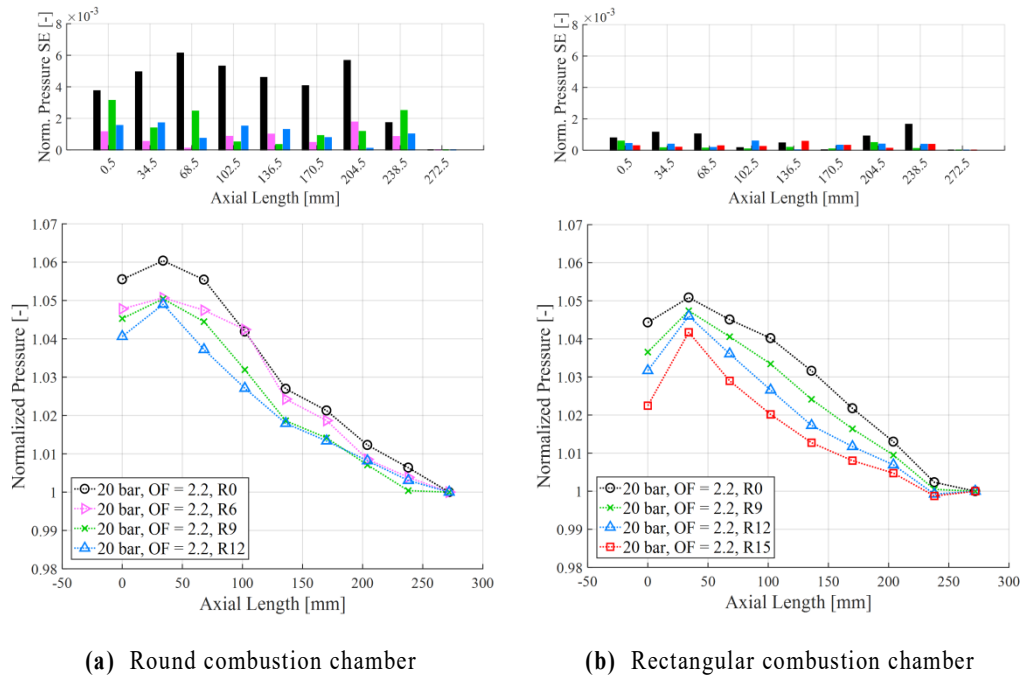 ×10⁻³
8
6
4
2
0
Norm. Pressure SE [-]
0.5 34.5 68.5 102.5 136.5 170.5 204.5 238.5 272.5
Axial Length [mm]
1.07
1.06
1.05
1.04
1.03
1.02
1.01
1
0.99
0.98
Normalized Pressure [-]
20 bar, OF = 2.2, R0
20 bar, OF = 2.2, R6
20 bar, OF = 2.2, R9
20 bar, OF = 2.2, R12
-50 0 50 100 150 200 250 300
Axial Length [mm]
(a) Round combustion chamber
×10⁻³
8
6
4
2
0
Norm. Pressure SE [-]
0.5 34.5 68.5 102.5 136.5 170.5 204.5 238.5 272.5
Axial Length [mm]
1.07
1.06
1.05
1.04
1.03
1.02
1.01
1
0.99
0.98
Normalized Pressure [-]
20 bar, OF = 2.2, R0
20 bar, OF = 2.2, R9
20 bar, OF = 2.2, R12
20 bar, OF = 2.2, R15
-50 0 50 100 150 200 250 300
Axial Length [mm]
(b) Rectangular combustion chamber